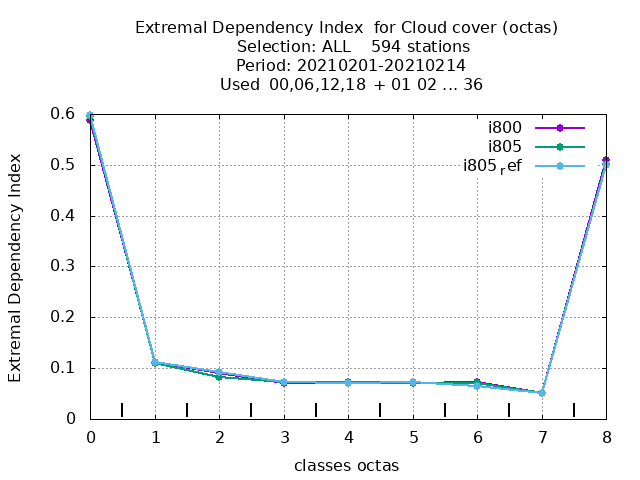 Extremal Dependency Index for Cloud cover (octas)
Selection: ALL 594 stations
Period: 20210201-20210214
Used 00,06,12,18 + 01 02 ... 36
i800
i805
i805ref
0.6
0.5
0.4
0.3
0.2
0.1
0
Extremal Dependency Index
0 1 2 3 4 5 6 7 8
classes octas